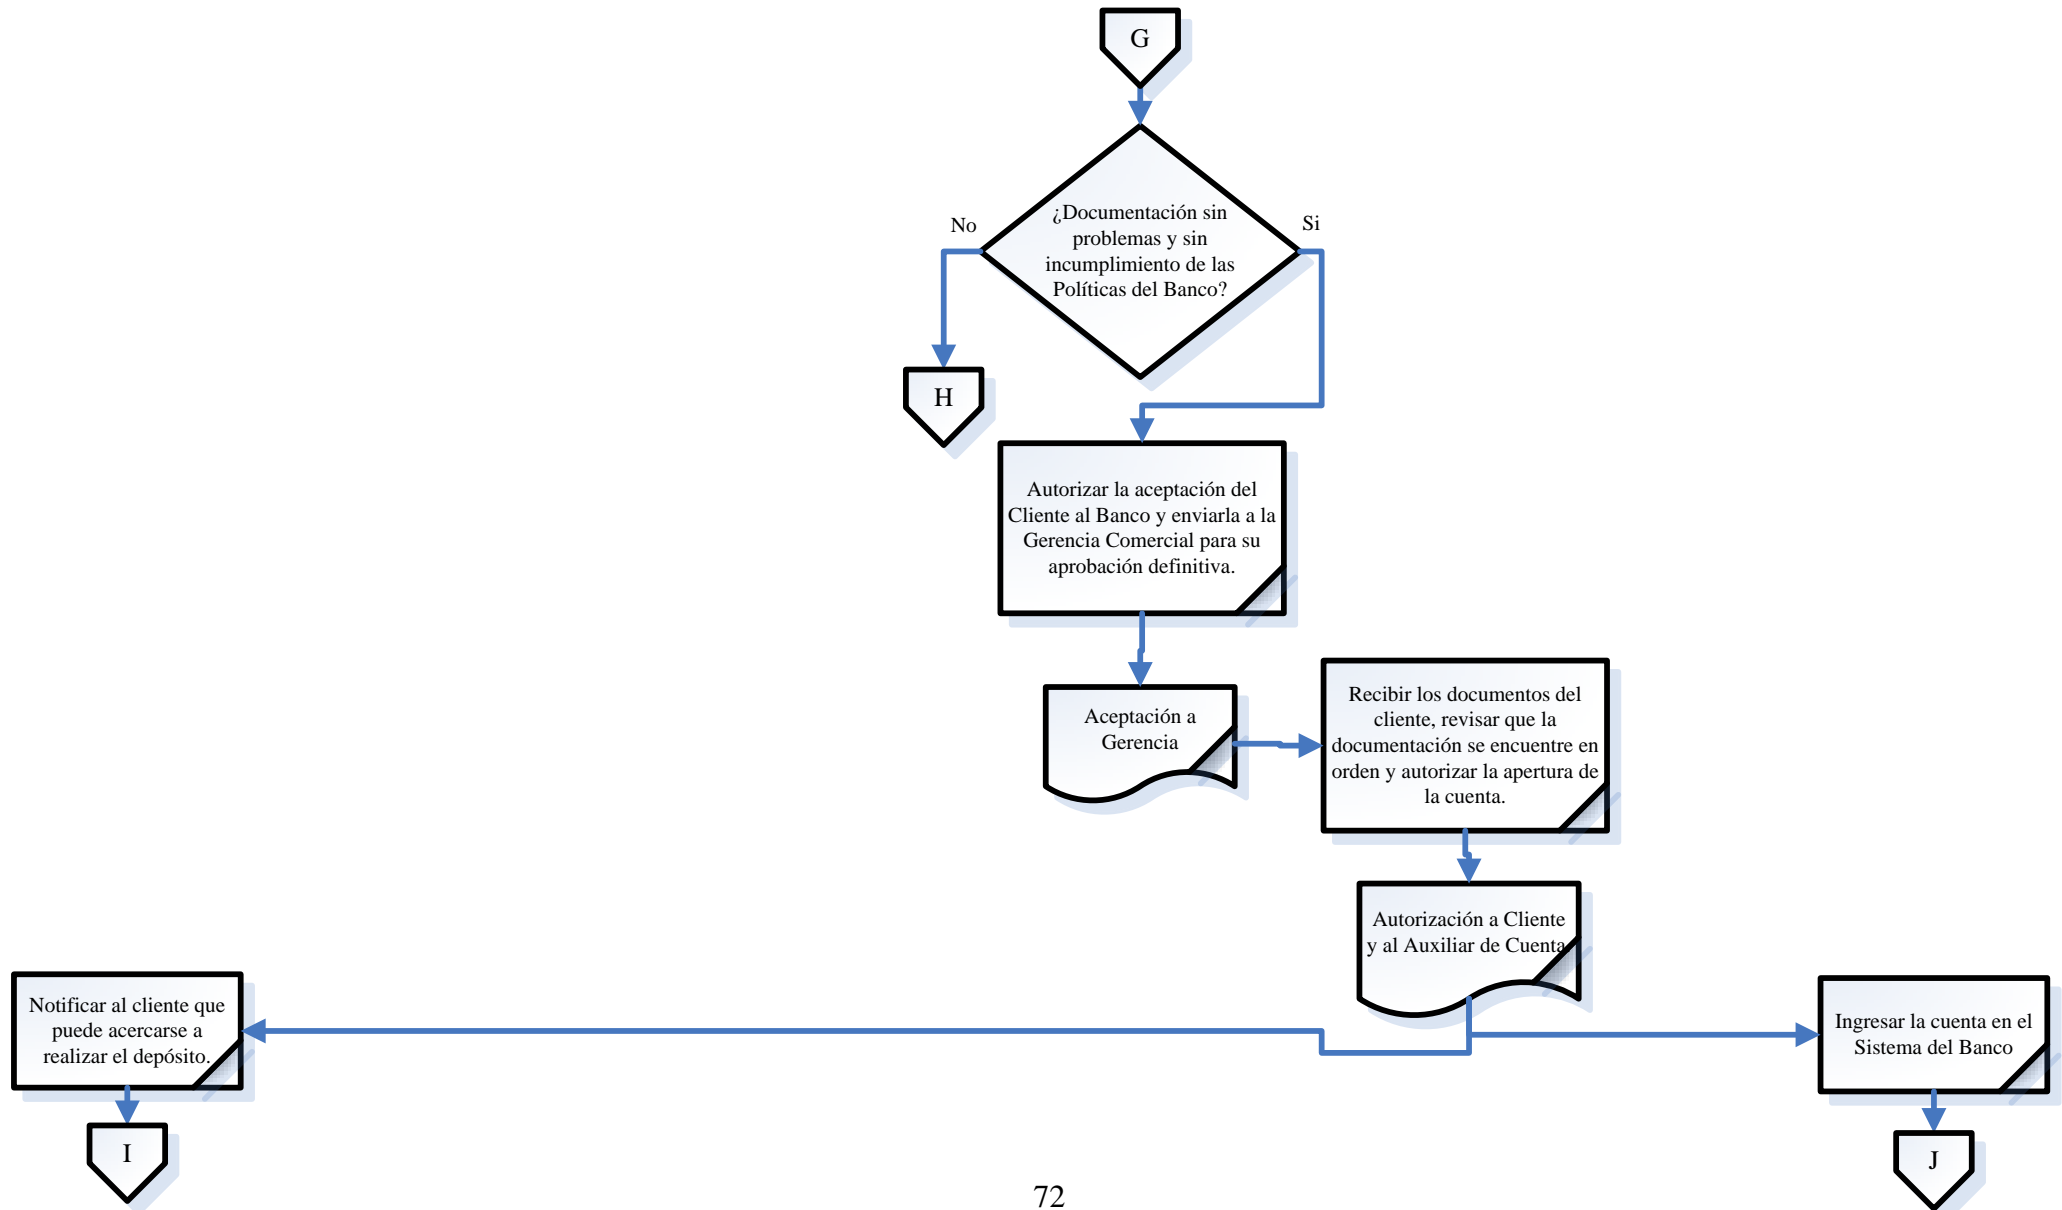 G
¿Documentación sin
problemas y sin
incumplimiento de las
Políticas del Banco?
No
Si
H
Autorizar la aceptación del
Cliente al Banco y enviarla a la
Gerencia Comercial para su
aprobación definitiva.
Aceptación a
Gerencia
Recibir los documentos del
cliente, revisar que la
documentación se encuentre en
orden y autorizar la apertura de
la cuenta.
Autorización a Cliente
y al Auxiliar de Cuenta.
Notificar al cliente que
puede acercarse a
realizar el depósito.
Ingresar la cuenta en el
Sistema del Banco
I
J
72